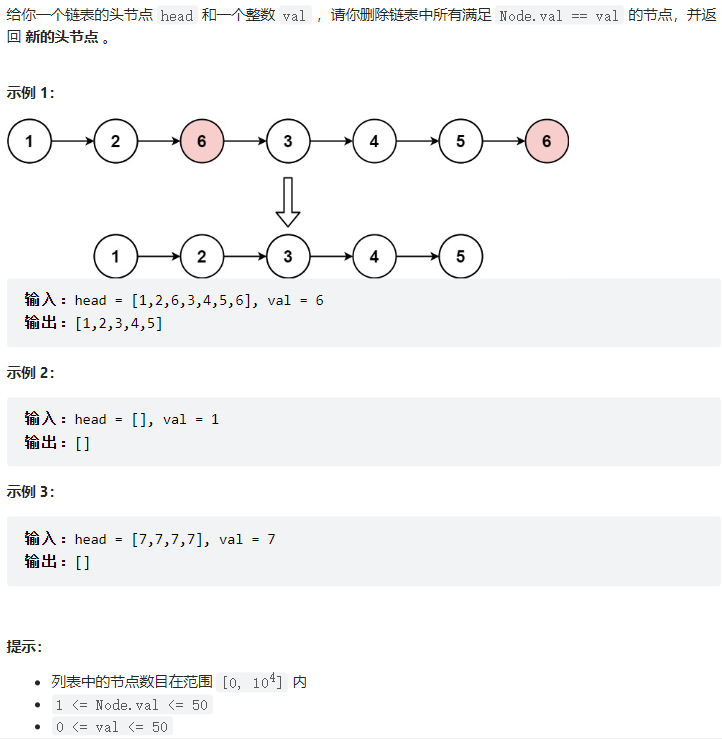 给你一个链表的头节点 head 和一个整数 val ，请你删除链表中所有满足 Node.val == val 的节点，并返
回 新的头节点 。
示例 1：
1 2 6 3 4 5 6
1 2 3 4 5
输入：head = [1,2,6,3,4,5,6], val = 6
输出：[1,2,3,4,5]
示例 2：
输入：head = [], val = 1
输出：[]
示例 3：
输入：head = [7,7,7,7], val = 7
输出：[]
提示：
• 列表中的节点数目在范围 [0, 10⁴] 内
• 1 <= Node.val <= 50
• 0 <= val <= 50